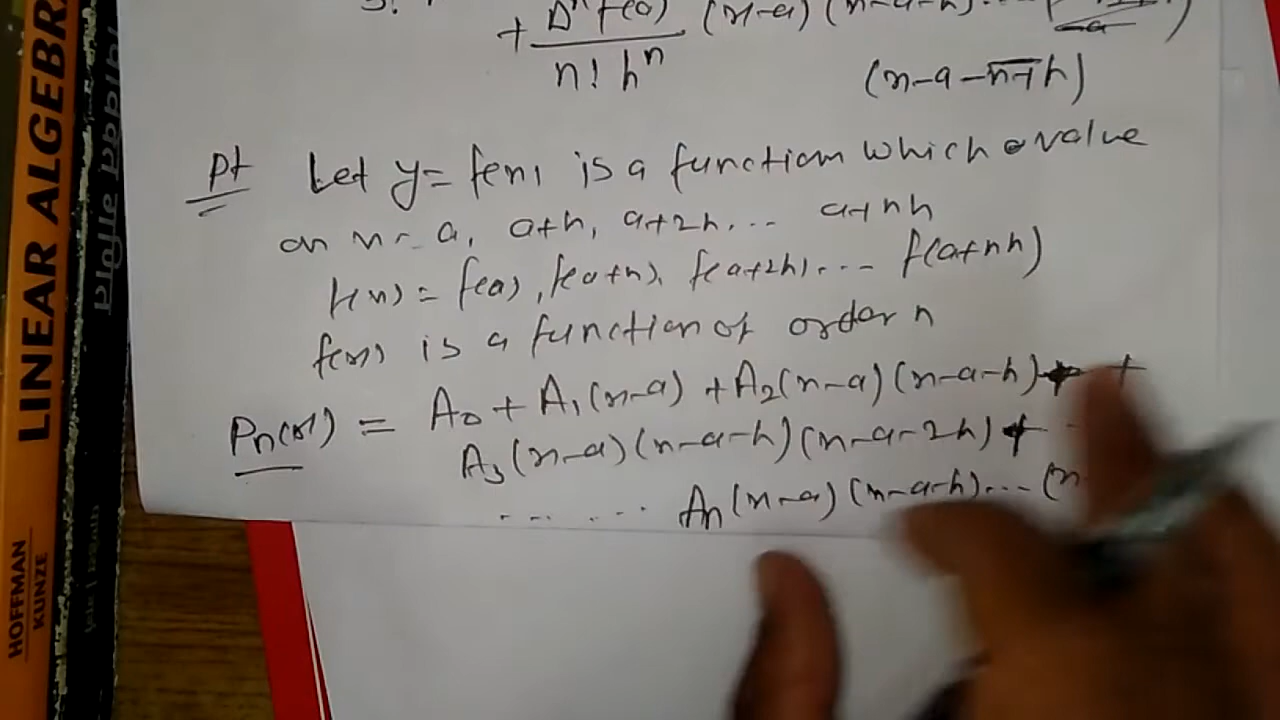 LINEAR ALGEBRA
HOFFMAN
KUNZE
+ Δⁿf(a) / n! hⁿ (x-a)(x-a-h)...
(x-a-n-1h)
Pf Let y = f(x) is a function which value
on x = a, a+h, a+2h, ... a+nh
f(x) = f(a), f(a+h), f(a+2h), ... f(a+nh)
f(x) is a function of order n
Pn(x) = A₀ + A₁(x-a) + A₂(x-a)(x-a-h) +
A₃(x-a)(x-a-h)(x-a-2h) +
... ... An(x-a)(x-a-h)... (x